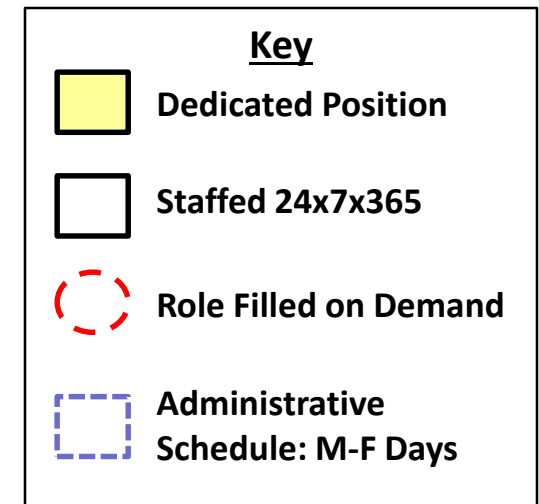 Key
Dedicated Position
Staffed 24x7x365
Role Filled on Demand
Administrative
Schedule: M-F Days